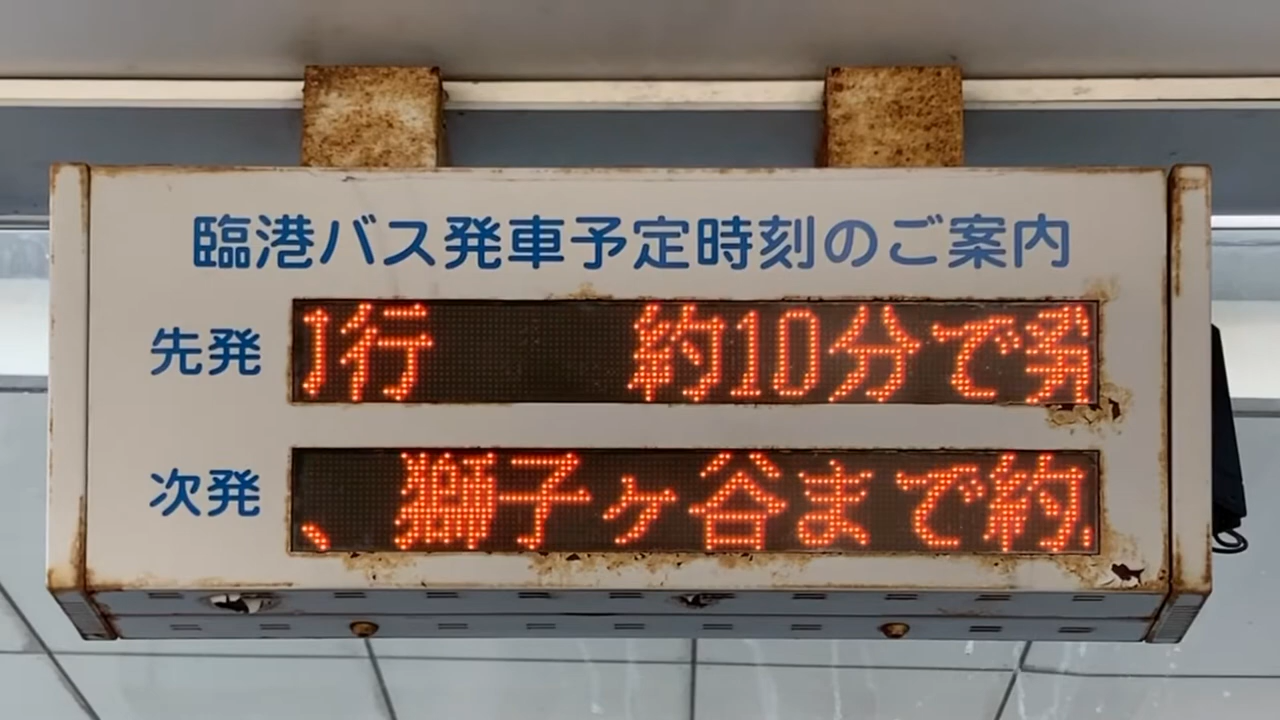 臨港バス発車予定時刻のご案内
先発 行 約10分で発
次発 、獅子ヶ谷まで約